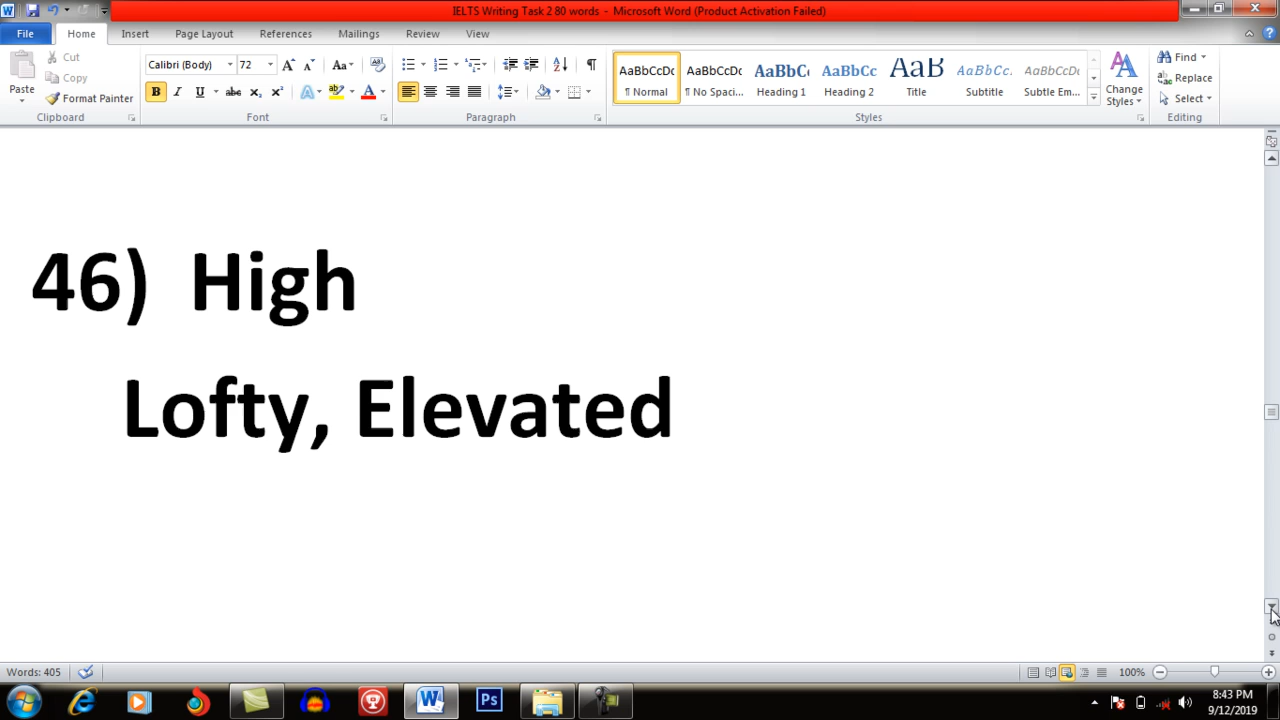 IELTS Writing Task 2 80 words - Microsoft Word (Product Activation Failed)
File Home Insert Page Layout References Mailings Review View
Paste
Cut
Copy
Format Painter
Clipboard
Calibri (Body) 72
Font
Paragraph
AaBbCcDc AaBbCcDc AaBbC AaBbCc AaB AaBbCc. AaBbCcDc
¶ Normal ¶ No Spaci... Heading 1 Heading 2 Title Subtitle Subtle Em...
Change Styles
Styles
Find
Replace
Select
Editing
46) High
Lofty, Elevated
Words: 405
100%
8:43 PM
9/12/2019